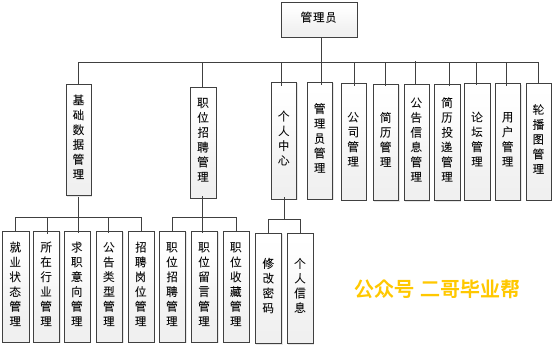 管理员
基础数据管理
职位招聘管理
个人中心
管理员管理
公司管理
简历管理
公告信息管理
简历投递管理
论坛管理
用户管理
轮播图管理
就业状态管理
所在行业管理
求职意向管理
公告类型管理
招聘岗位管理
职位招聘管理
职位留言管理
职位收藏管理
修改密码
个人信息
公众号 二哥毕业帮